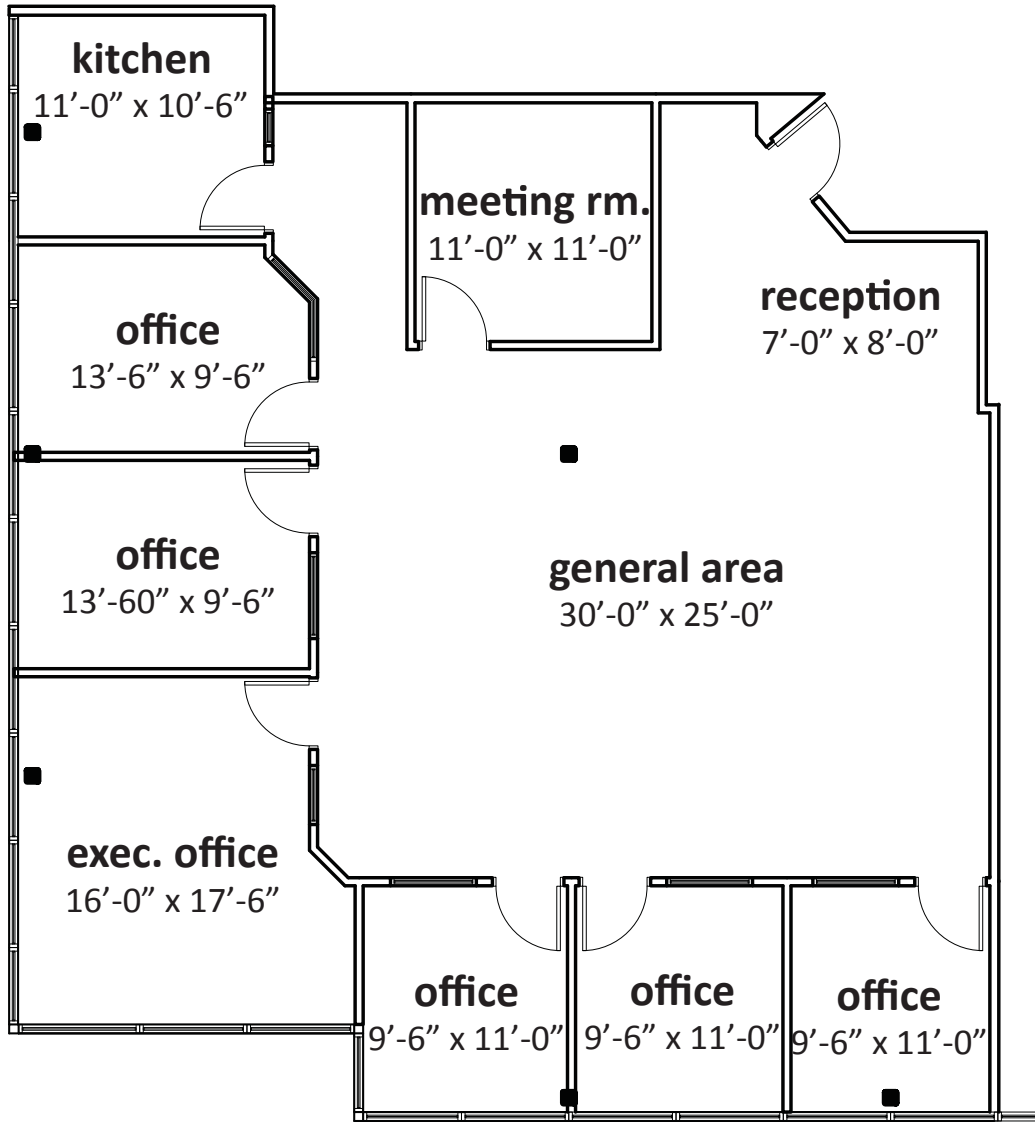 kitchen
11’-0” x 10’-6”
meeting rm.
11’-0” x 11’-0”
reception
7’-0” x 8’-0”
office
13’-6” x 9’-6”
office
13’-60” x 9’-6”
general area
30’-0” x 25’-0”
exec. office
16’-0” x 17’-6”
office
9’-6” x 11’-0”
office
9’-6” x 11’-0”
office
9’-6” x 11’-0”